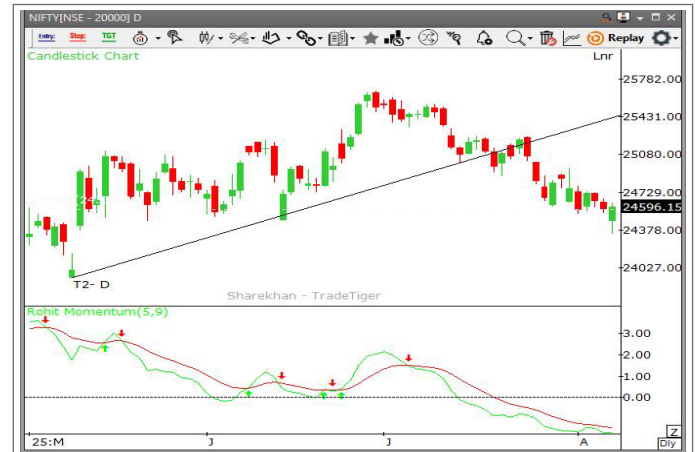 NIFTY[NSE - 20000] D
Entry: Stop: TGT Replay
Candlestick Chart Lnr
25782.00
25431.00
25080.00
24729.00
24596.15
24378.00
24027.00
T2- D
Sharekhan - TradeTiger
Rohit Momentum(5,9)
3.00
2.00
1.00
0.00
Z
25:M J J A Dly